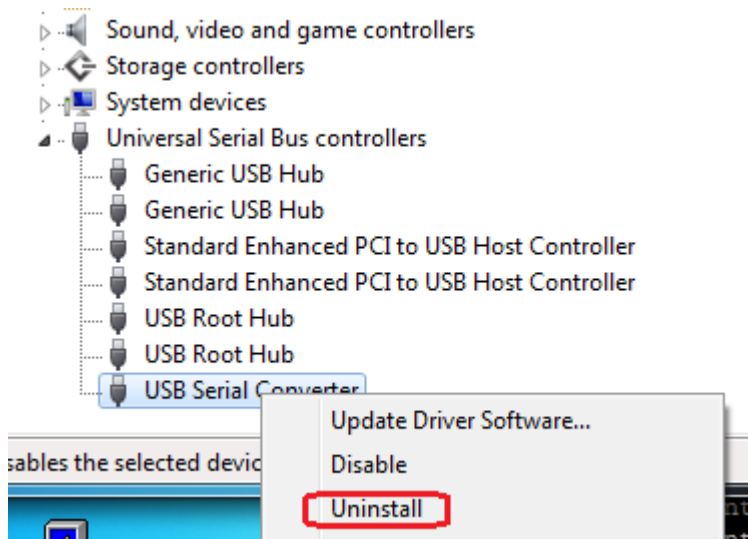 Sound, video and game controllers
Storage controllers
System devices
Universal Serial Bus controllers
Generic USB Hub
Generic USB Hub
Standard Enhanced PCI to USB Host Controller
Standard Enhanced PCI to USB Host Controller
USB Root Hub
USB Root Hub
USB Serial Converter
Update Driver Software...
sables the selected devic
Disable
Uninstall
nt